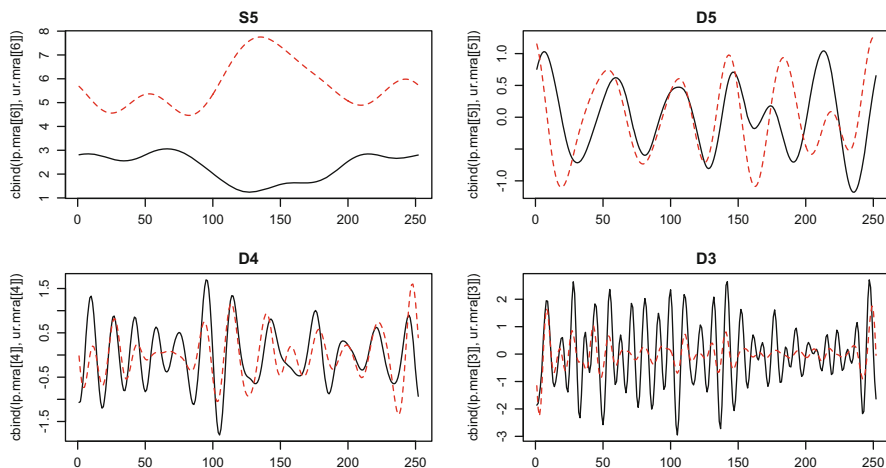 S5
cbind(lp.mra[[6]], ur.mra[[6]])
8
7
6
5
4
3
2
1
0 50 100 150 200 250
D5
cbind(lp.mra[[5]], ur.mra[[5]])
1.0
0.5
0.0
-1.0
0 50 100 150 200 250
D4
cbind(lp.mra[[4]], ur.mra[[4]])
1.5
0.5
-0.5
-1.5
0 50 100 150 200 250
D3
cbind(lp.mra[[3]], ur.mra[[3]])
2
1
0
-1
-2
-3
0 50 100 150 200 250